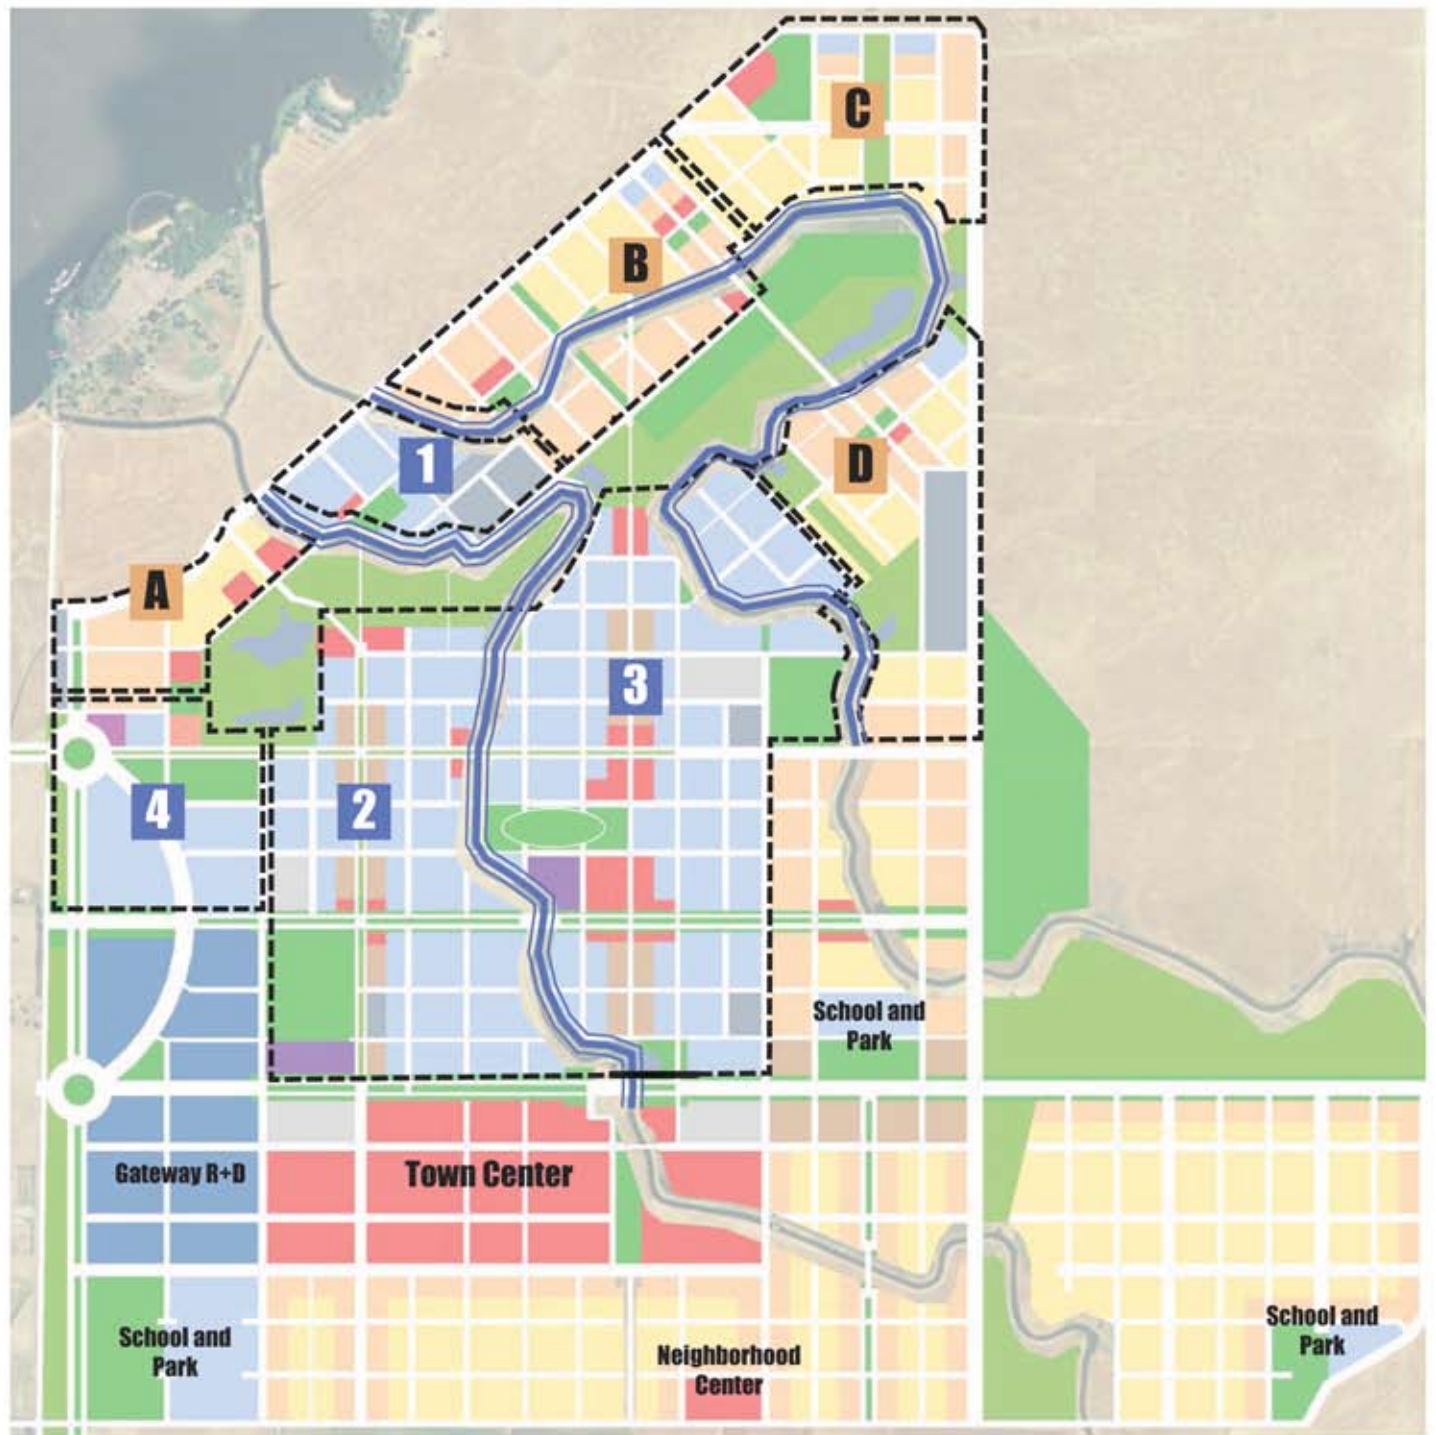 C
B
1
D
A
3
4
2
School and
Park
Gateway R+D
Town Center
School and
Park
Neighborhood
Center
School and
Park